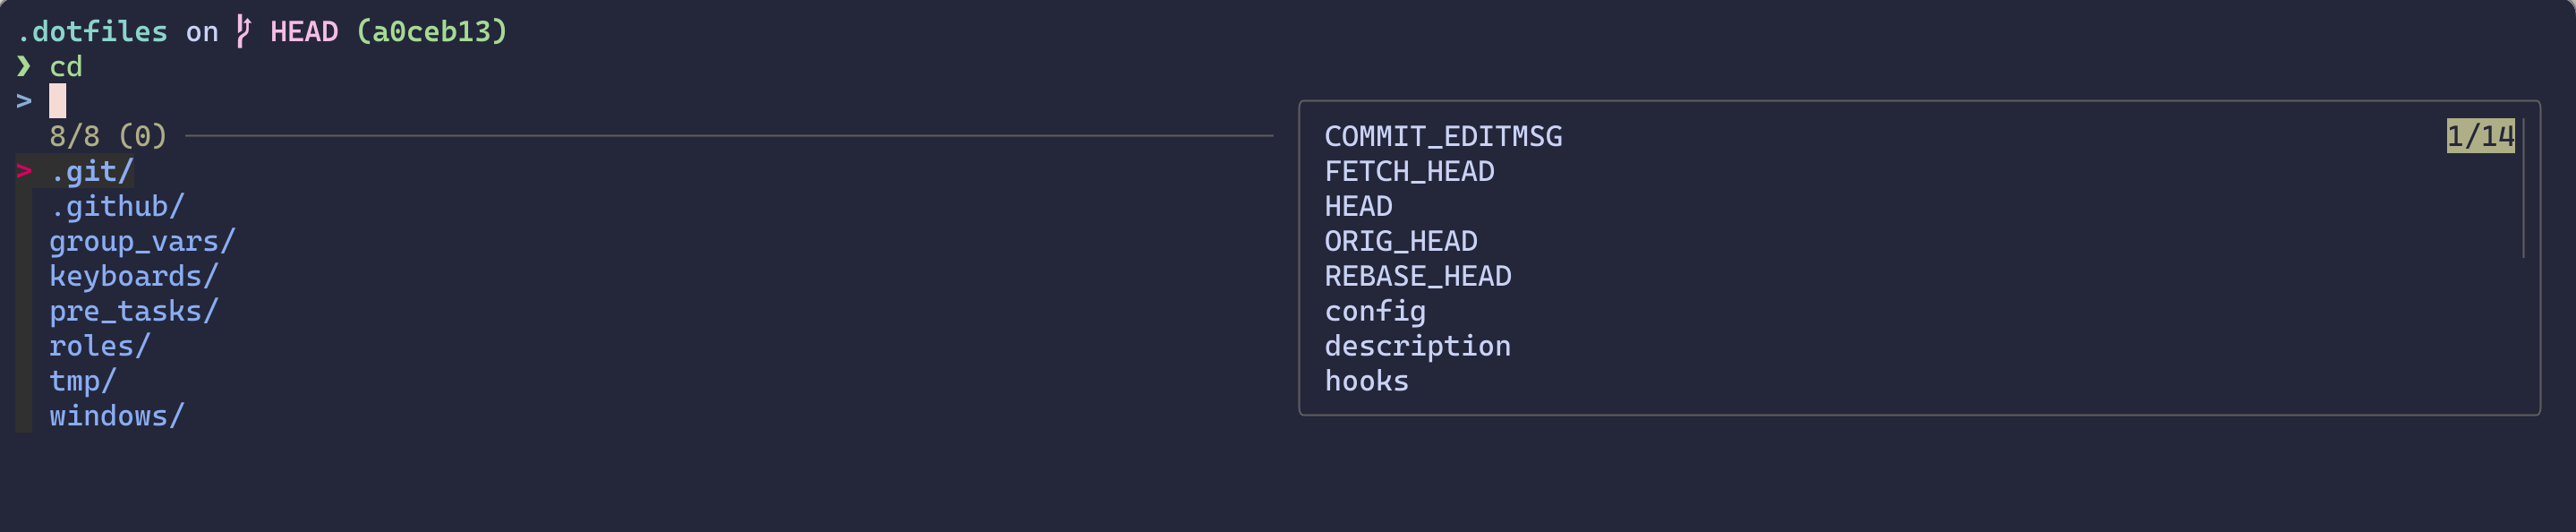 .dotfiles on  HEAD (a0ceb13)
❯ cd
>
8/8 (0)
> .git/
.github/
group_vars/
keyboards/
pre_tasks/
roles/
tmp/
windows/
COMMIT_EDITMSG 1/14
FETCH_HEAD
HEAD
ORIG_HEAD
REBASE_HEAD
config
description
hooks